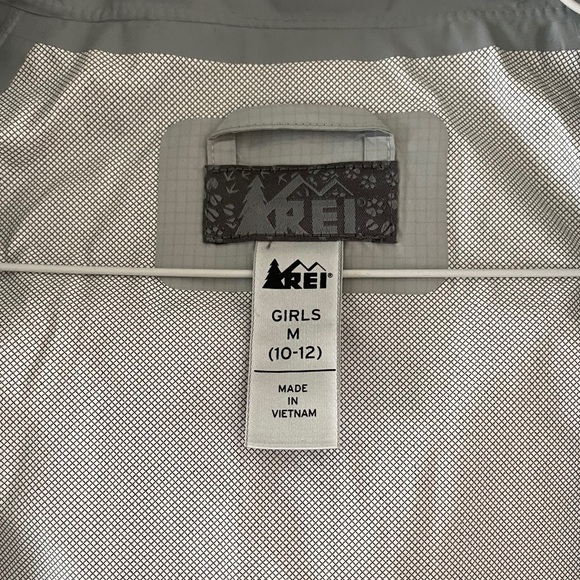 REI®
REI®
GIRLS
M
(10-12)
MADE
IN
VIETNAM